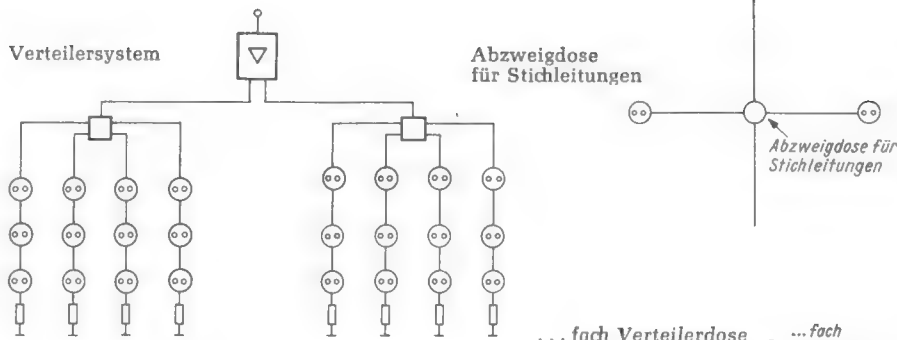 Verteilersystem
Abzweigdose
für Stichleitungen
Abzweigdose für
Stichleitungen
...fach Verteilerdose
...fach